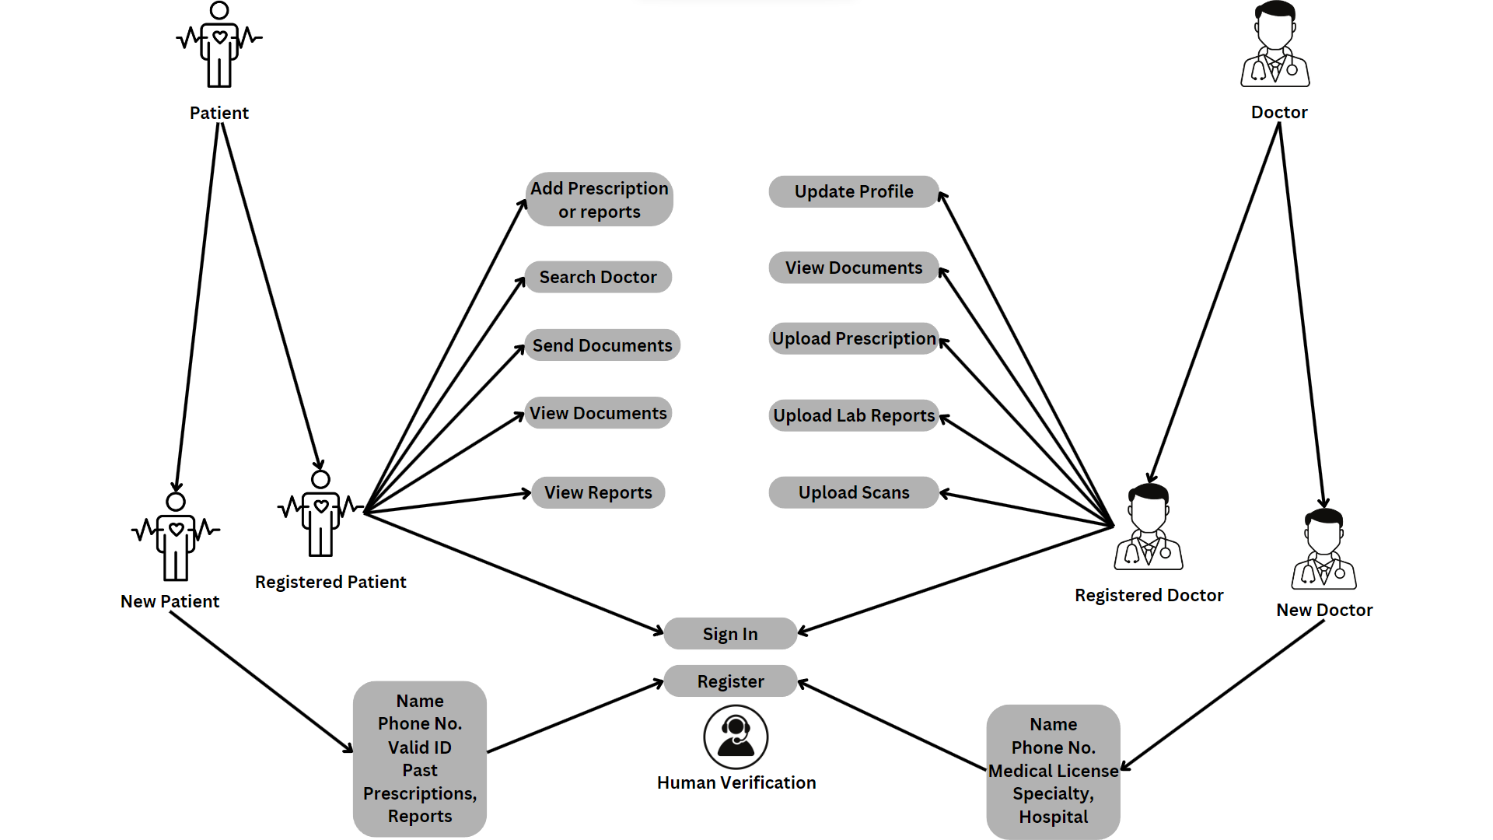 Patient
Doctor
Add Prescription
or reports
Update Profile
Search Doctor
View Documents
Send Documents
Upload Prescription
View Documents
Upload Lab Reports
View Reports
Upload Scans
Registered Patient
New Patient
Registered Doctor
New Doctor
Sign In
Register
Human Verification
Name
Phone No.
Valid ID
Past
Prescriptions,
Reports
Name
Phone No.
Medical License
Specialty,
Hospital